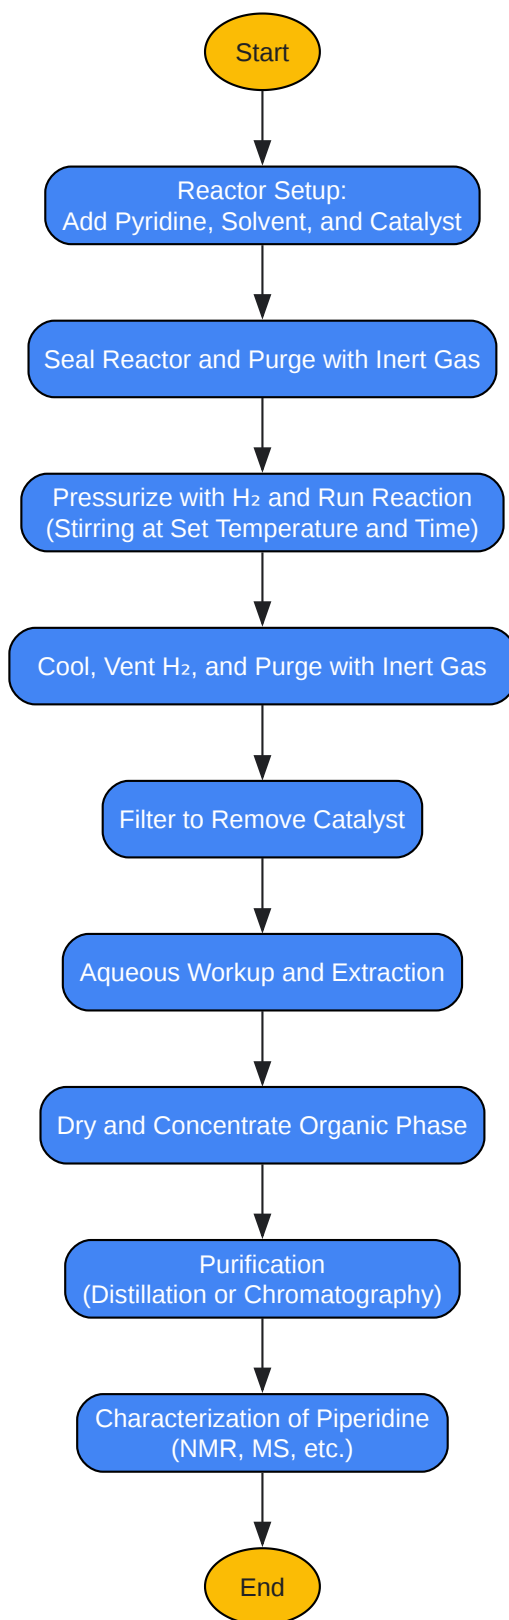 Start
Reactor Setup:
Add Pyridine, Solvent, and Catalyst
Seal Reactor and Purge with Inert Gas
Pressurize with H₂ and Run Reaction
(Stirring at Set Temperature and Time)
Cool, Vent H₂, and Purge with Inert Gas
Filter to Remove Catalyst
Aqueous Workup and Extraction
Dry and Concentrate Organic Phase
Purification
(Distillation or Chromatography)
Characterization of Piperidine
(NMR, MS, etc.)
End